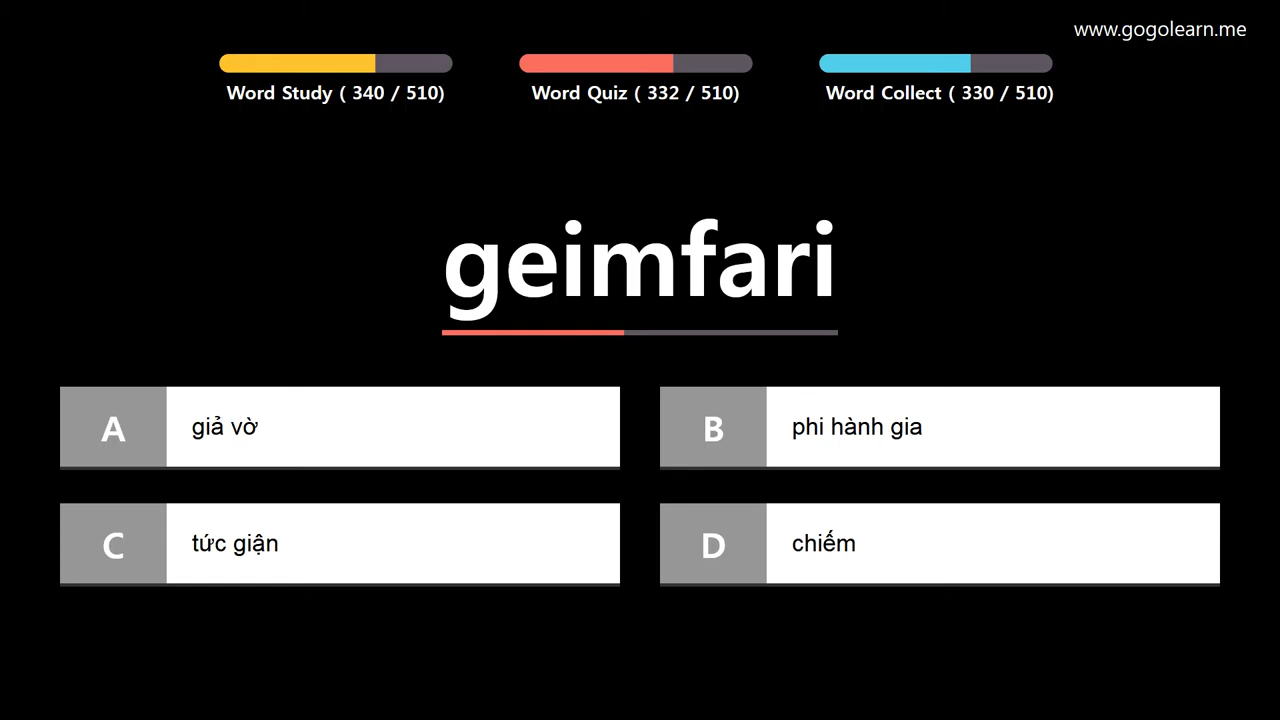 www.gogolearn.me
Word Study ( 340 / 510)
Word Quiz ( 332 / 510)
Word Collect ( 330 / 510)
geimfari
A giả vờ
B phi hành gia
C tức giận
D chiếm